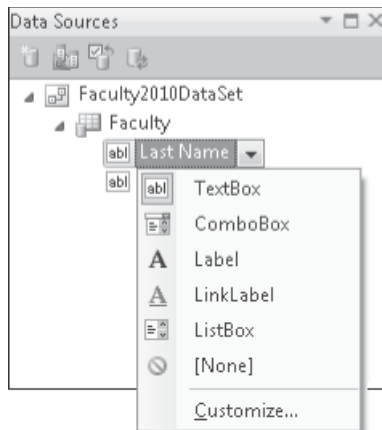 Data Sources
Faculty2010DataSet
Faculty
abl Last Name
abl
abl TextBox
ComboBox
A Label
A LinkLabel
ListBox
[None]
Customize...